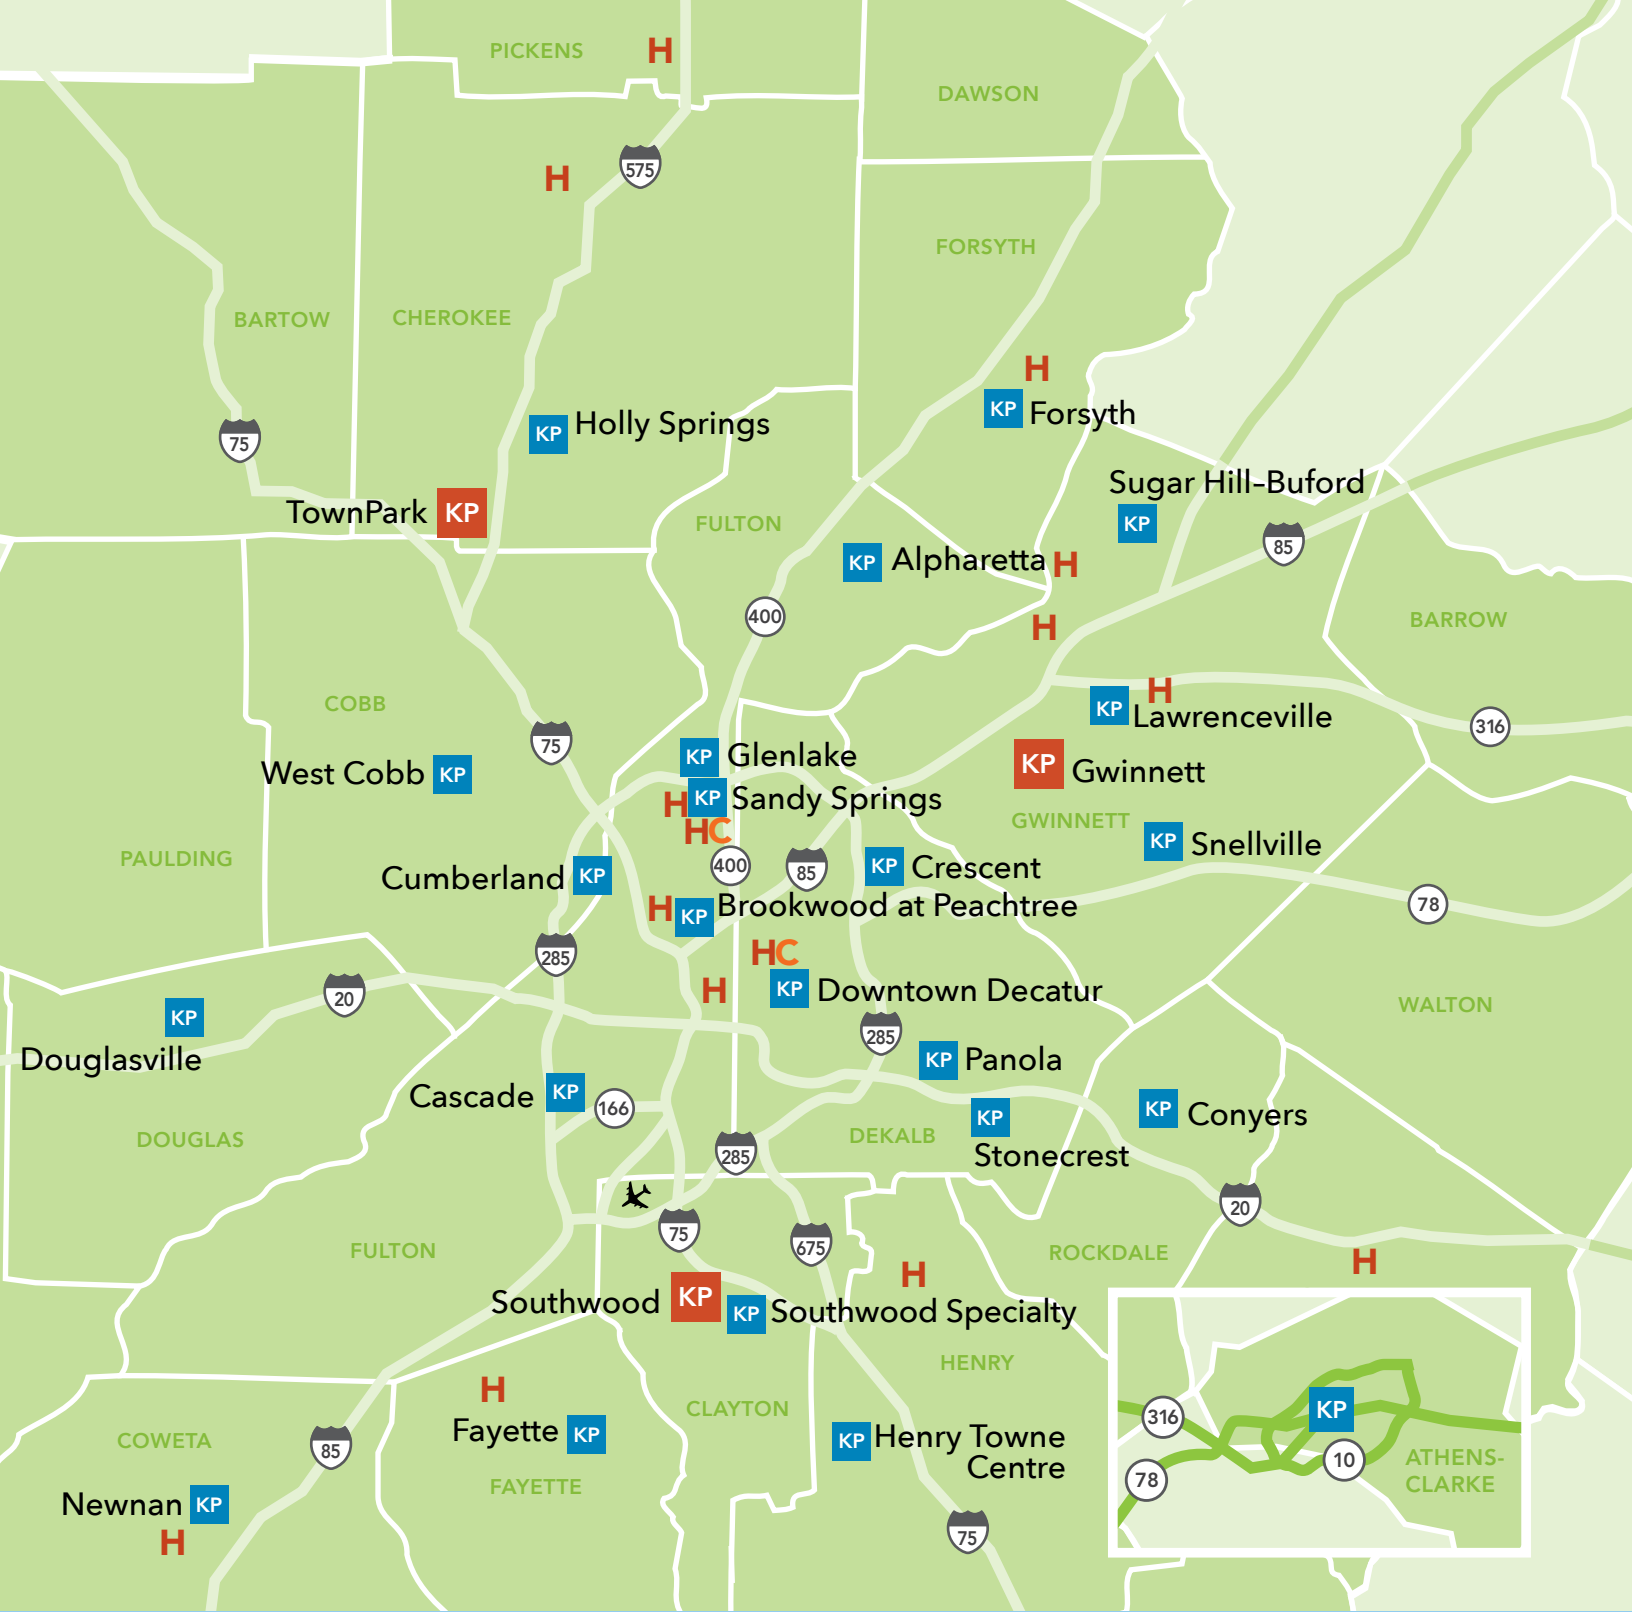 PICKENS
H
DAWSON
575
H
FORSYTH
BARTOW
CHEROKEE
H
KP Forsyth
KP Holly Springs
75
Sugar Hill–Buford
KP
TownPark KP
FULTON
85
KP Alpharetta H
400
BARROW
H
COBB
H
KP Lawrenceville
316
75
KP Glenlake
West Cobb KP
KP Gwinnett
H KP Sandy Springs
HC
GWINNETT
KP Snellville
PAULDING
400
85
KP Crescent
Cumberland KP
78
H KP Brookwood at Peachtree
285
HC
20
H
KP Downtown Decatur
WALTON
KP
Douglasville
285
KP Panola
Cascade KP
166
KP
Stonecrest
KP Conyers
DOUGLAS
DEKALB
285
20
75
675
FULTON
ROCKDALE
H
H
Southwood KP
KP Southwood Specialty
HENRY
H
CLAYTON
Fayette KP
KP Henry Towne
Centre
COWETA
85
FAYETTE
Newnan KP
H
75
KP
316
10
78
ATHENS-
CLARKE